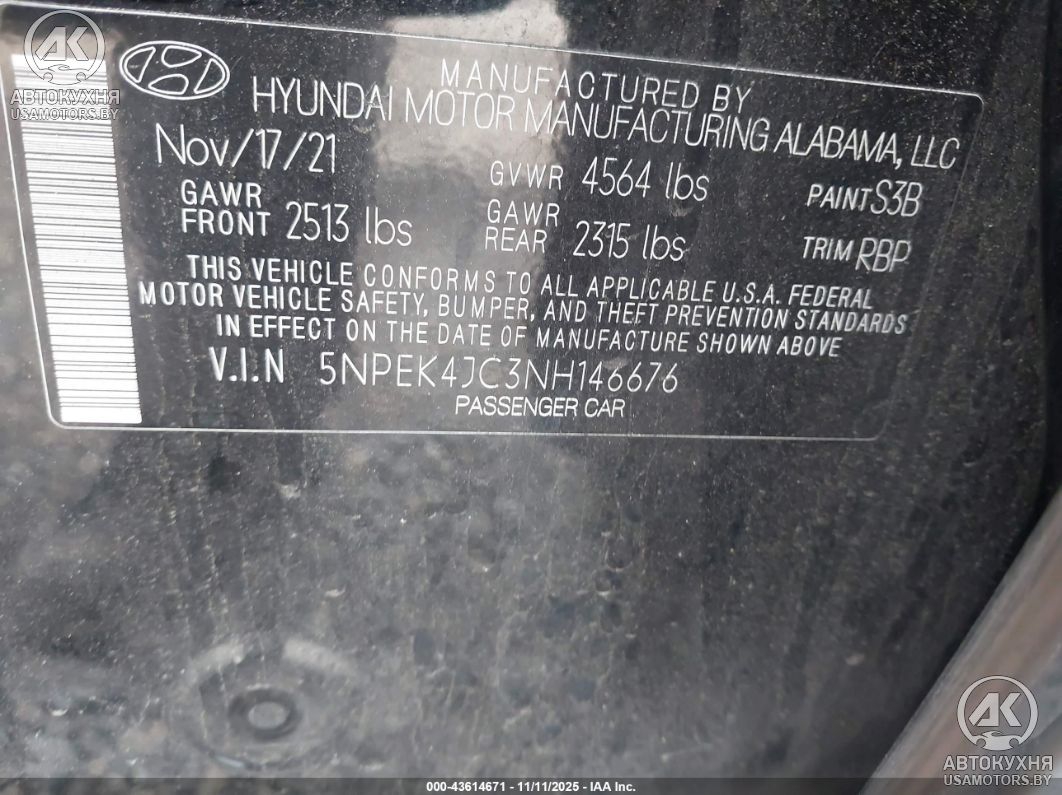 АВТОКУХНЯ
USAMOTORS.BY
MANUFACTURED BY
HYUNDAI MOTOR MANUFACTURING ALABAMA, LLC
Nov/17/21 GVWR 4564 lbs PAINT S3B
GAWR FRONT 2513 lbs GAWR REAR 2315 lbs TRIM RBP
THIS VEHICLE CONFORMS TO ALL APPLICABLE U.S.A. FEDERAL
MOTOR VEHICLE SAFETY, BUMPER, AND THEFT PREVENTION STANDARDS
IN EFFECT ON THE DATE OF MANUFACTURE SHOWN ABOVE
V.I.N 5NPEK4JC3NH146676
PASSENGER CAR
АВТОКУХНЯ
USAMOTORS.BY
000-43614671 - 11/11/2025 - IAA Inc.